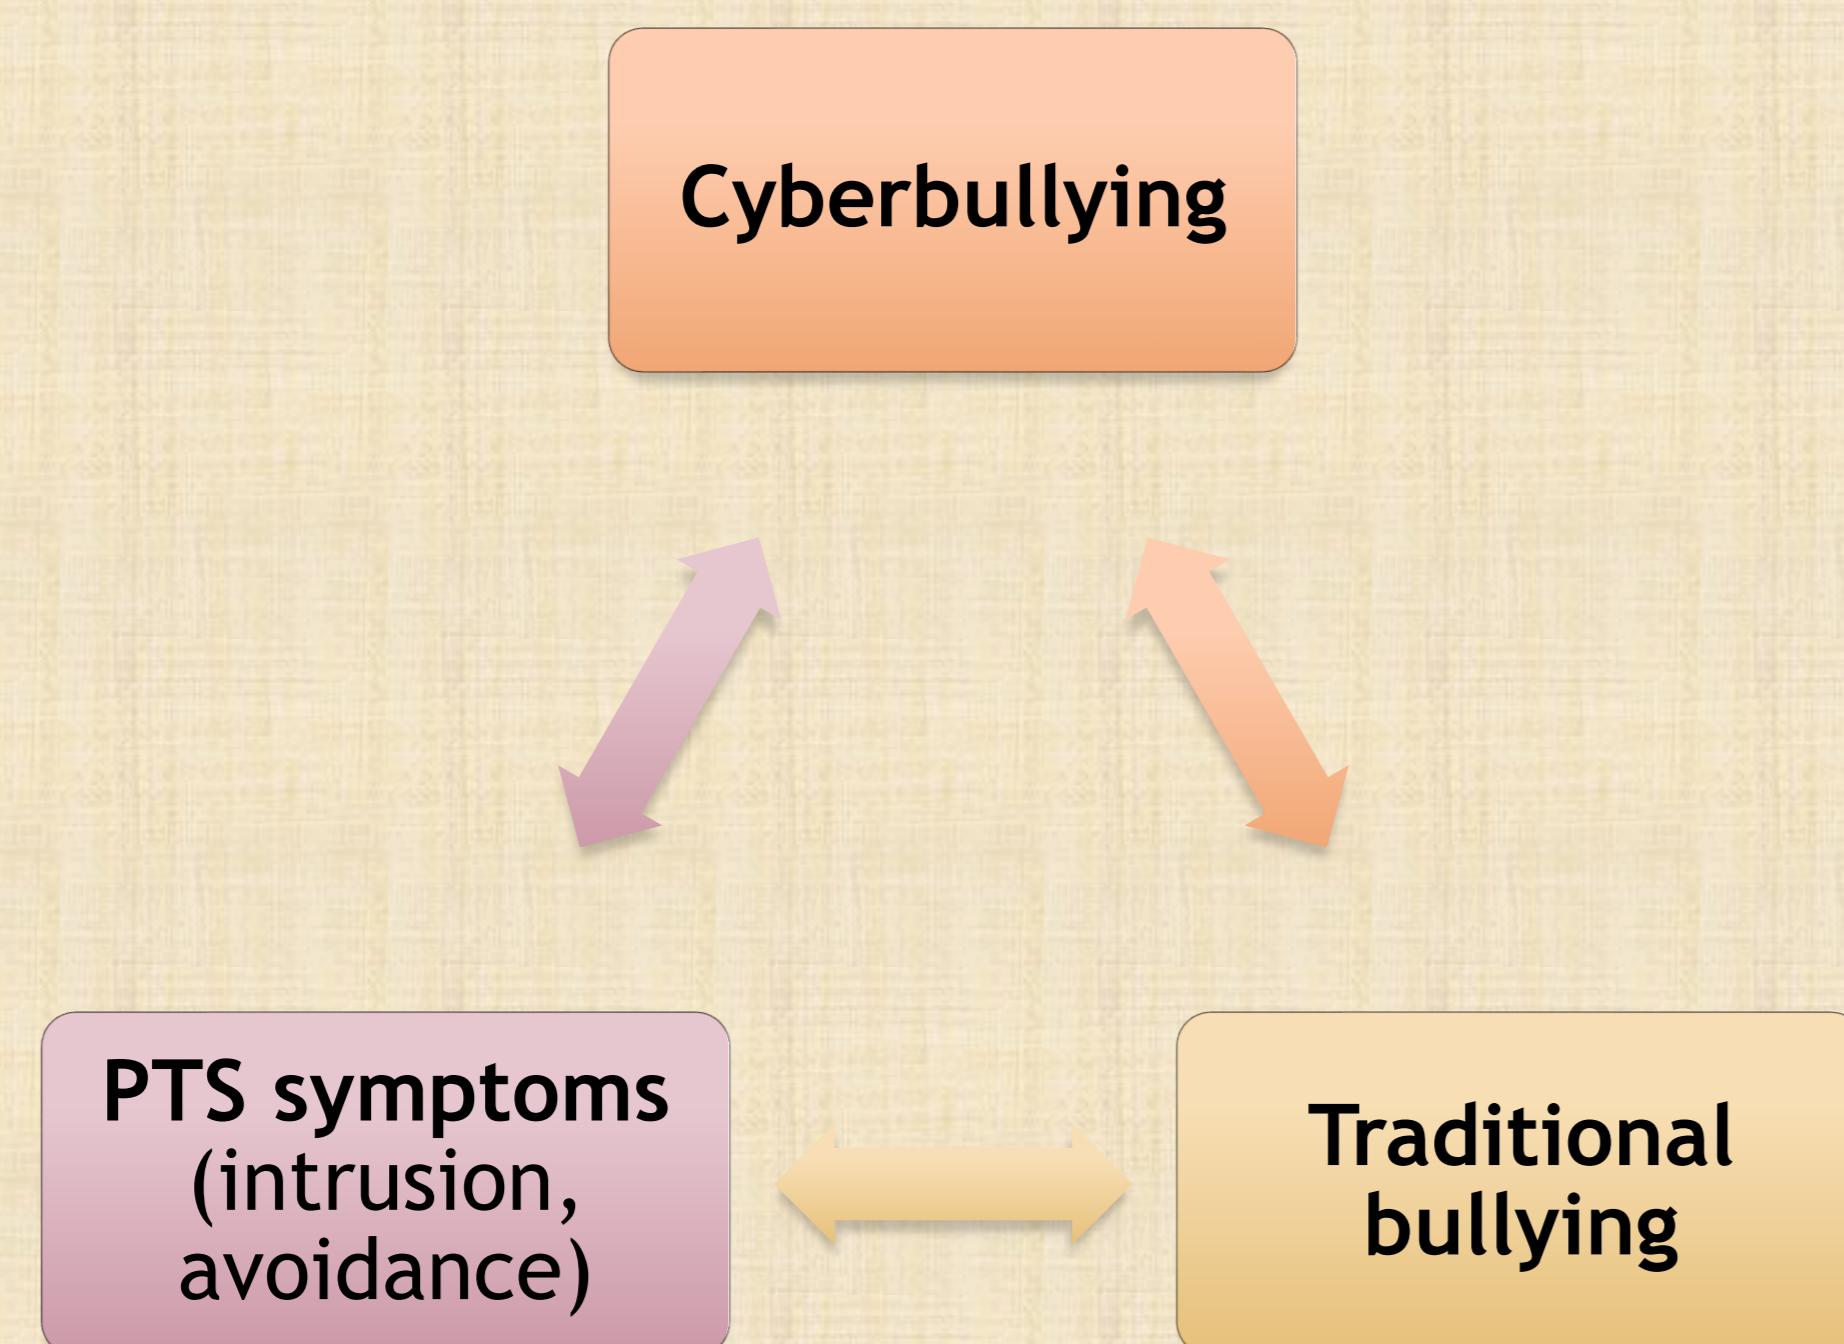 Cyberbullying
PTS symptoms
(intrusion,
avoidance)
Traditional
bullying